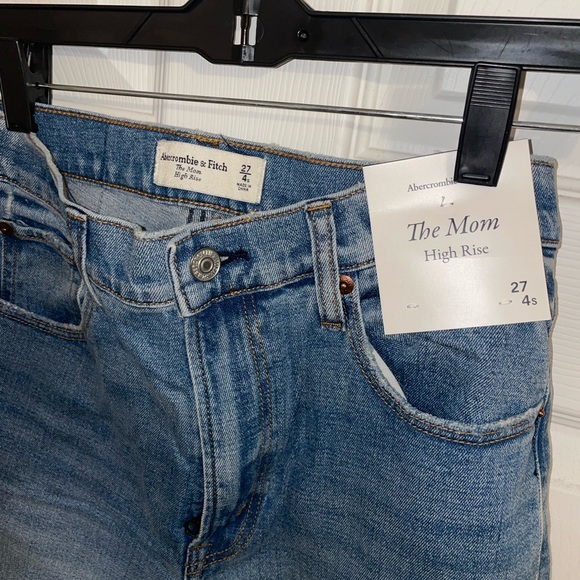 Abercrombie & Fitch
The Mom
High Rise
27
4s
MADE IN
CHINA
Abercrombie
The Mom
High Rise
27
4s